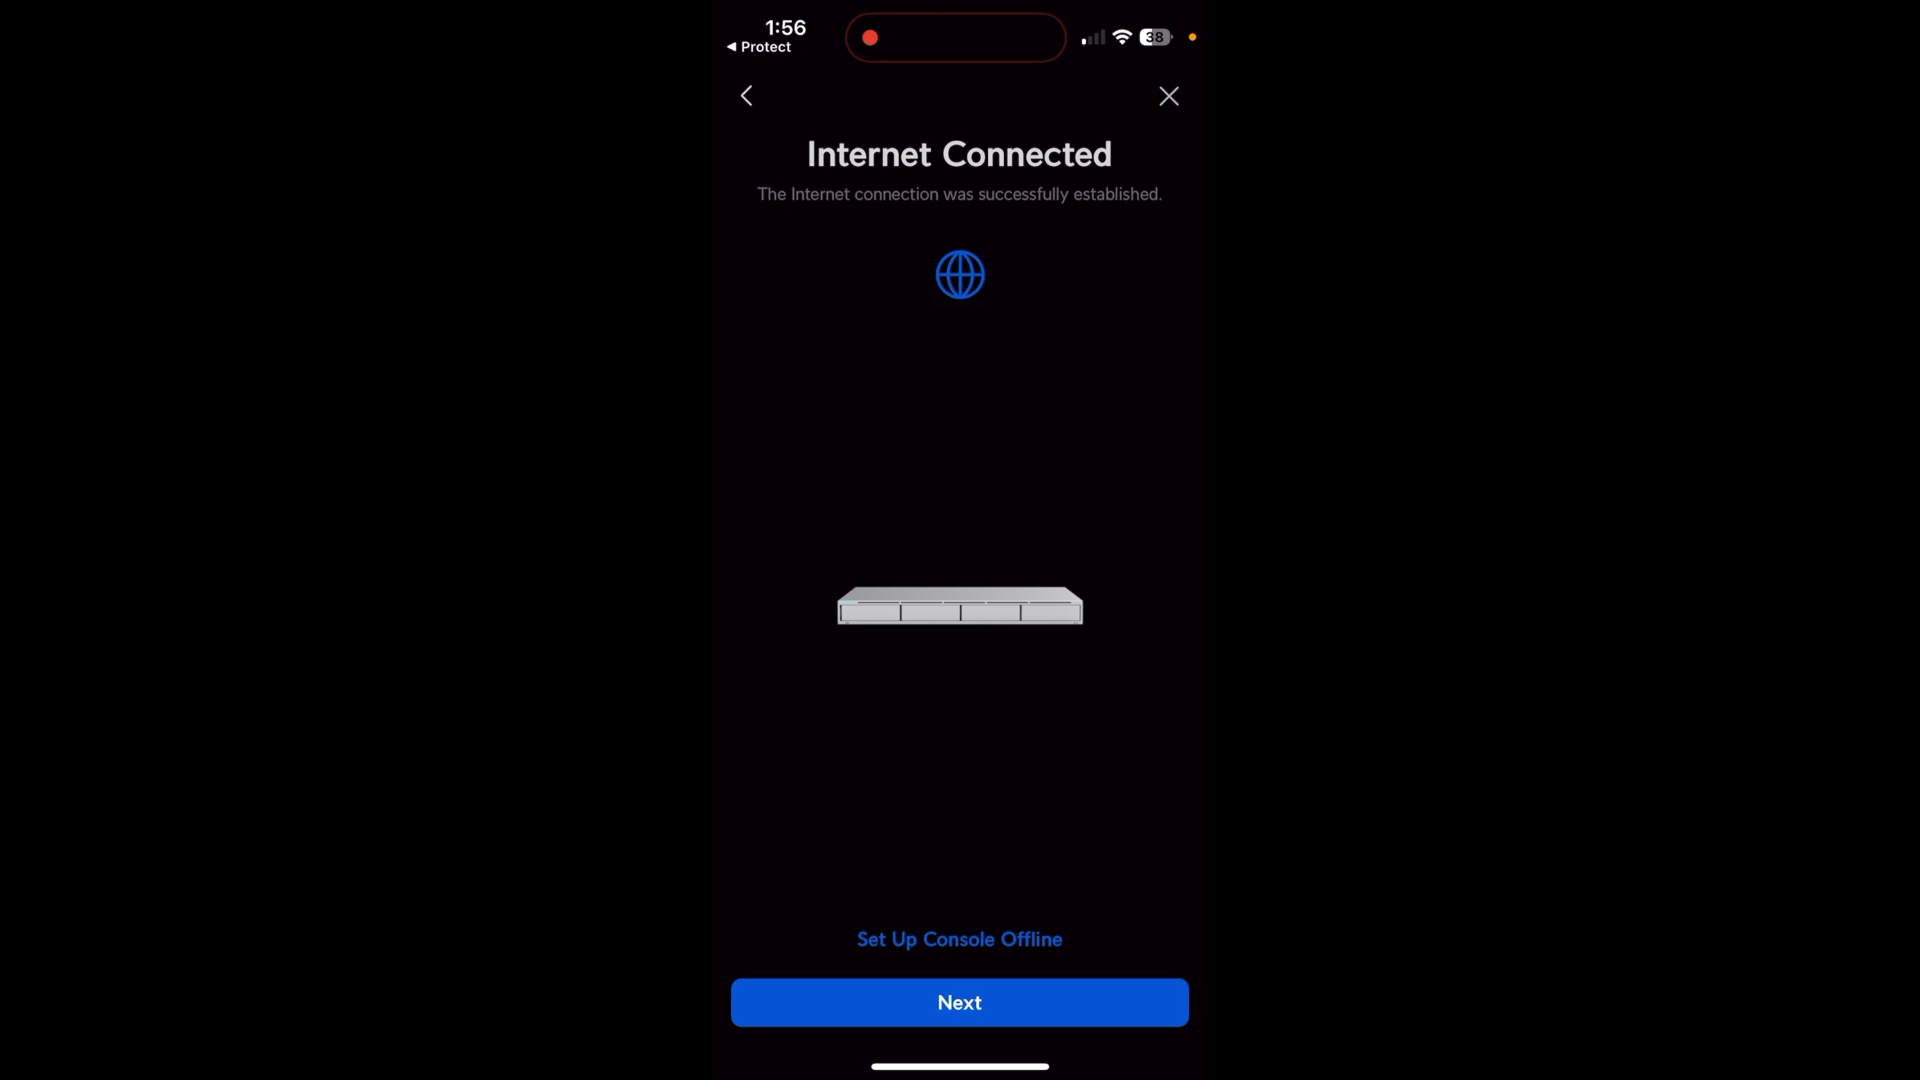 1:56
◀ Protect
38
Internet Connected
The Internet connection was successfully established.
Set Up Console Offline
Next